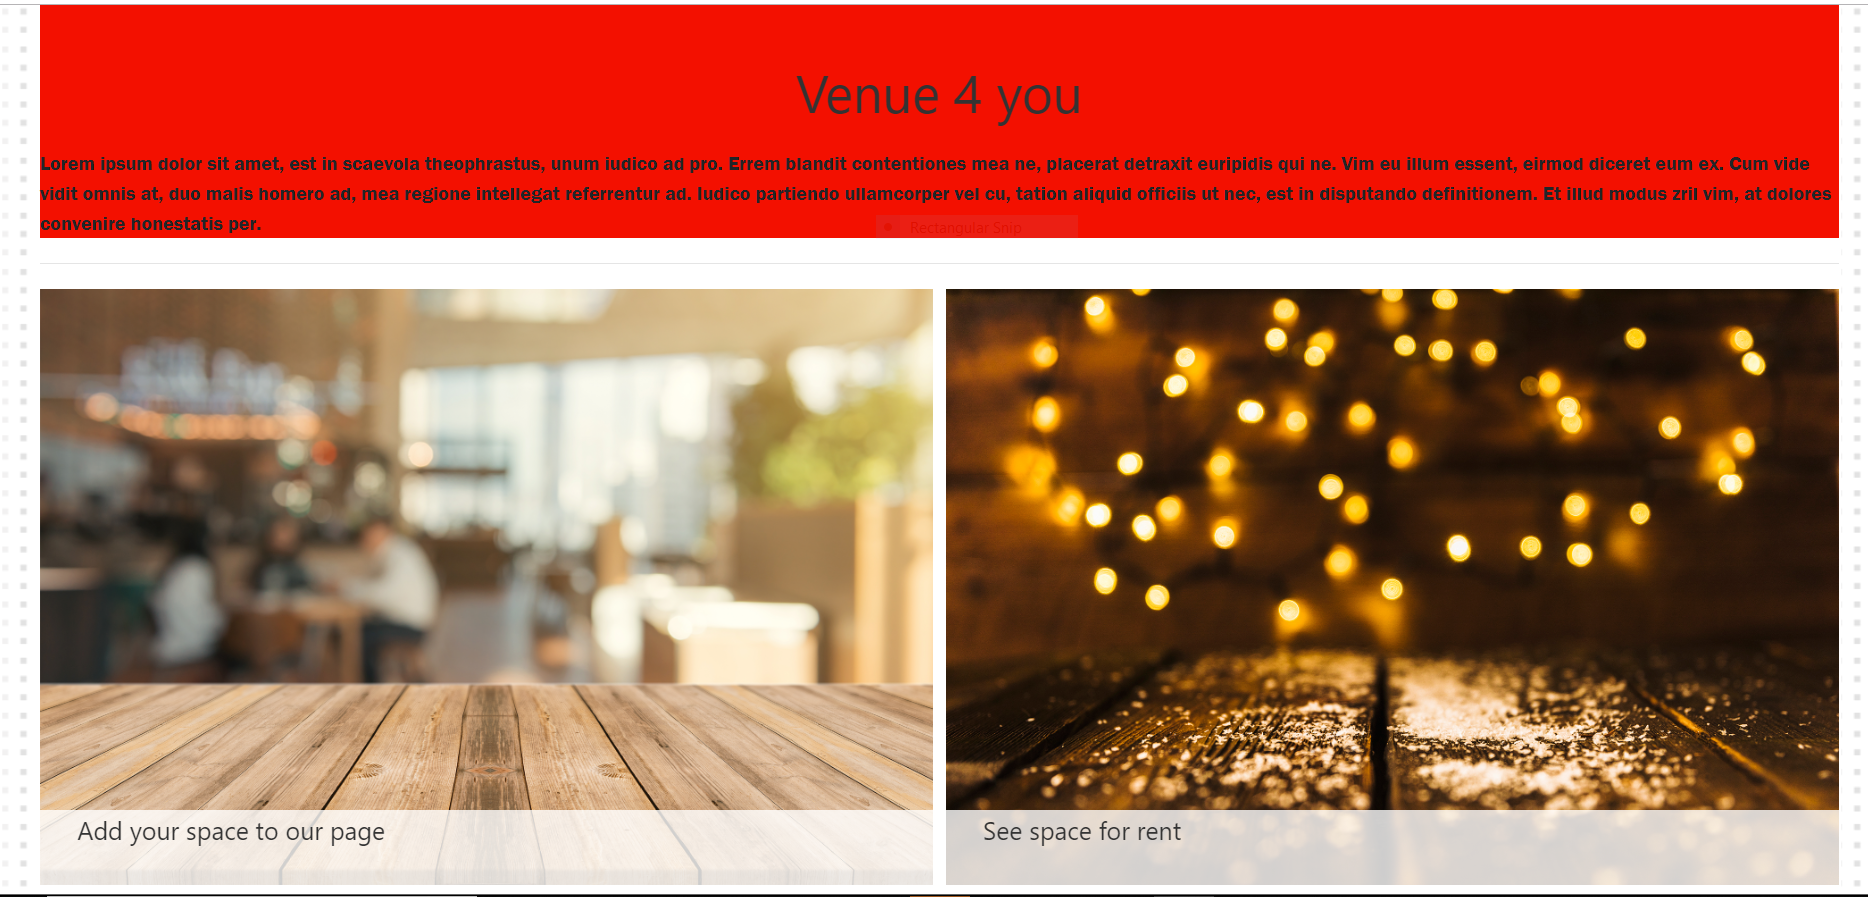 Venue 4 you
Lorem ipsum dolor sit amet, est in scaevola theophrastus, unum iudico ad pro. Errem blandit contentiones mea ne, placerat detraxit euripidis qui ne. Vim eu illum essent, eirmod diceret eum ex. Cum vide
vidit omnis at, duo malis homero ad, mea regione intellegat referrentur ad. Iudico partiendo ullamcorper vel cu, tation aliquid officiis ut nec, est in disputando definitionem. Et illud modus zril vim, at dolores
convenire honestatis per.
Rectangular Snip
Add your space to our page
See space for rent